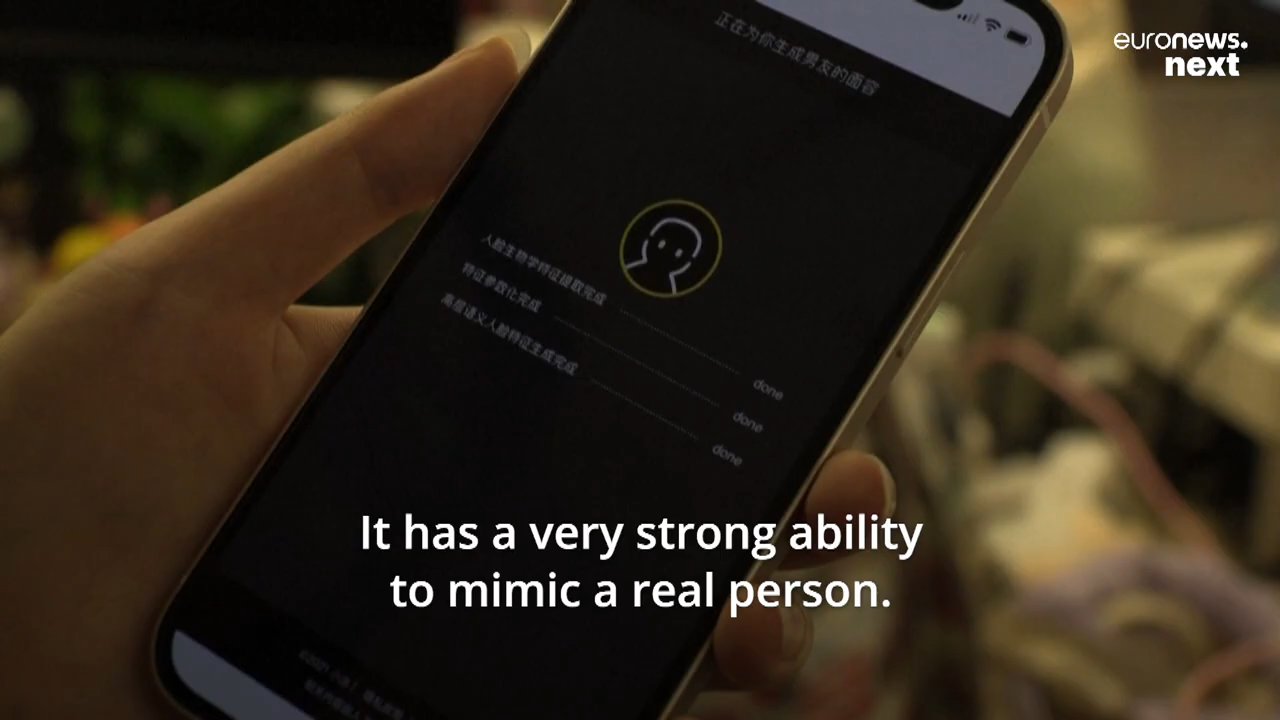 euronews.
next
正在为你生成男友的面容
人脸生物学特征提取完成 done
特征参数化完成 done
高层语义人脸特征生成完成 done
It has a very strong ability
to mimic a real person.